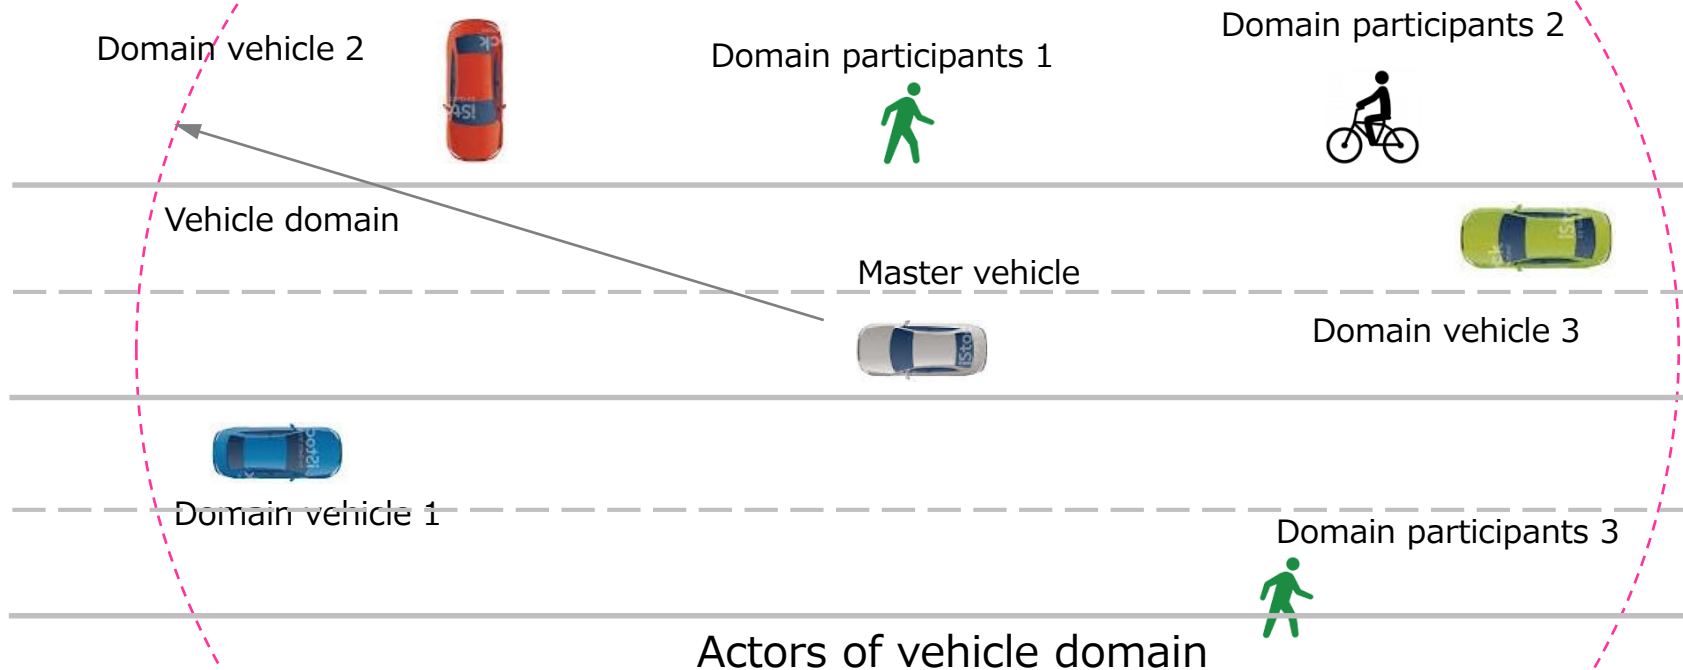 Domain participants 2
Domain vehicle 2
Domain participants 1
Vehicle domain
Master vehicle
Domain vehicle 3
Domain vehicle 1
Domain participants 3
Actors of vehicle domain